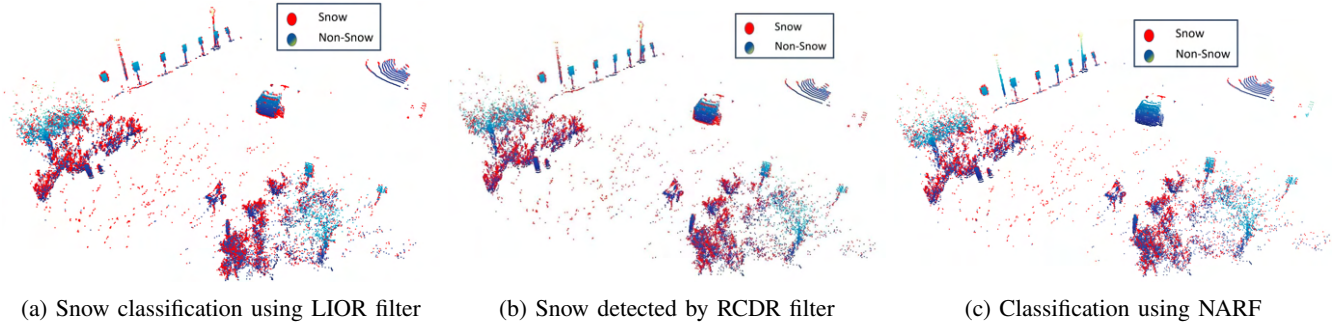 Snow
Non-Snow
Snow
Non-Snow
Snow
Non-Snow
(a) Snow classification using LIOR filter
(b) Snow detected by RCDR filter
(c) Classification using NARF